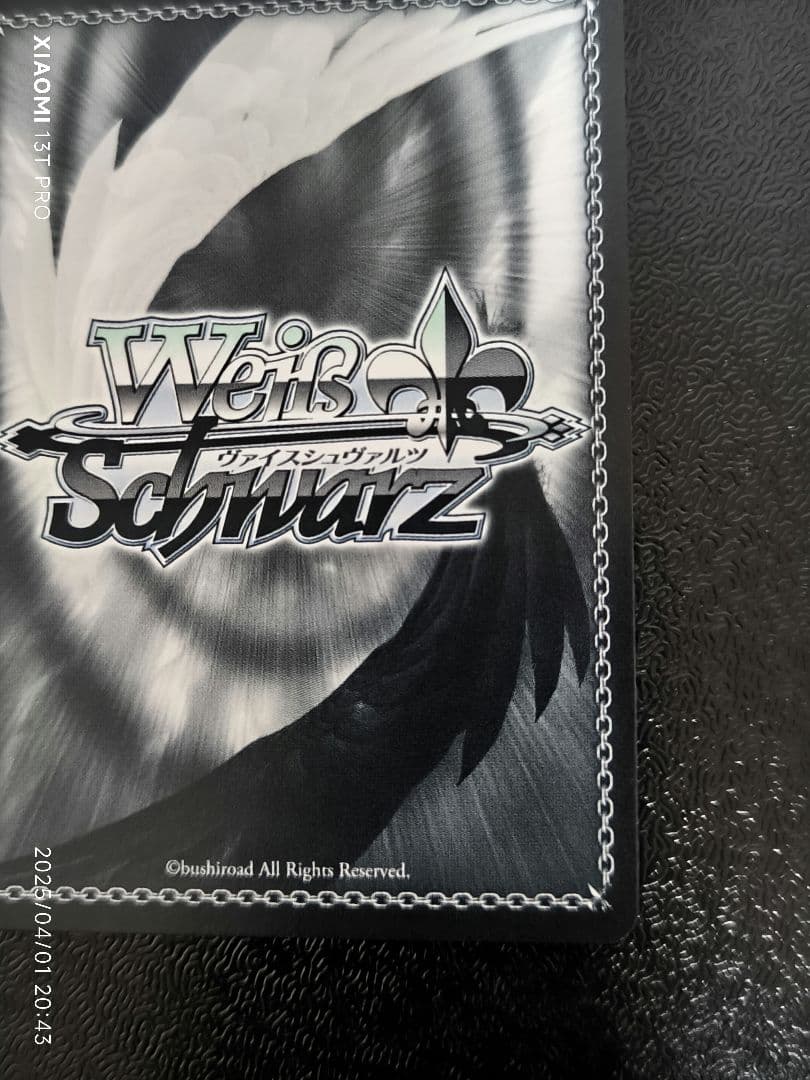 XIAOMI 13T PRO
Weiß
ヴァイスシュヴァルツ
Schwarz
©bushiroad All Rights Reserved.
2025/04/01 20:43